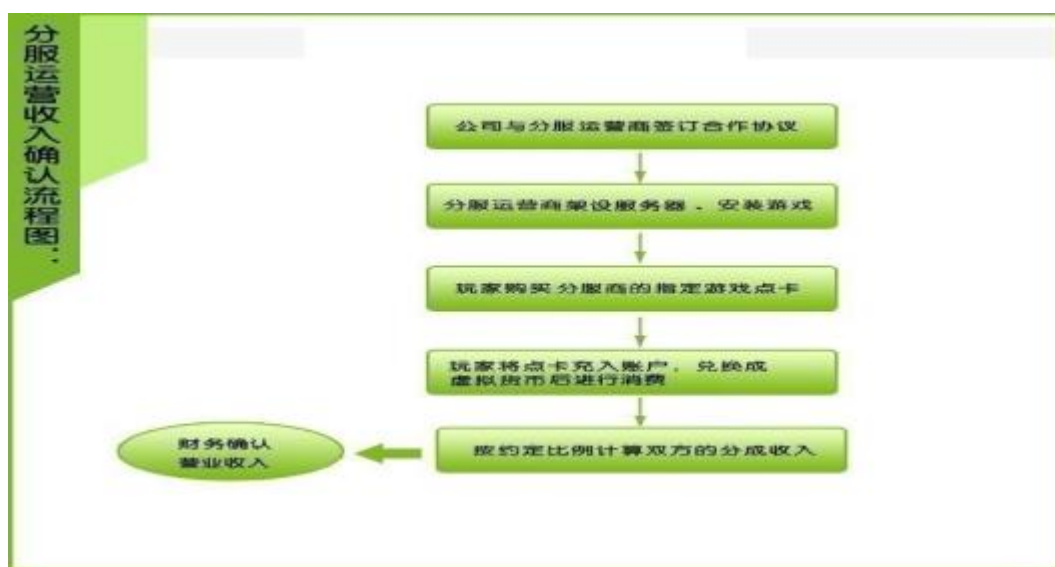 分服运营收入确认流程图：
公司与分服运营商签订合作协议
分服运营商架设服务器，安装游戏
玩家购买分服商的指定游戏点卡
玩家将点卡充入账户，兑换成
虚拟货币后进行消费
按约定比例计算双方的分成收入
财务确认
营业收入